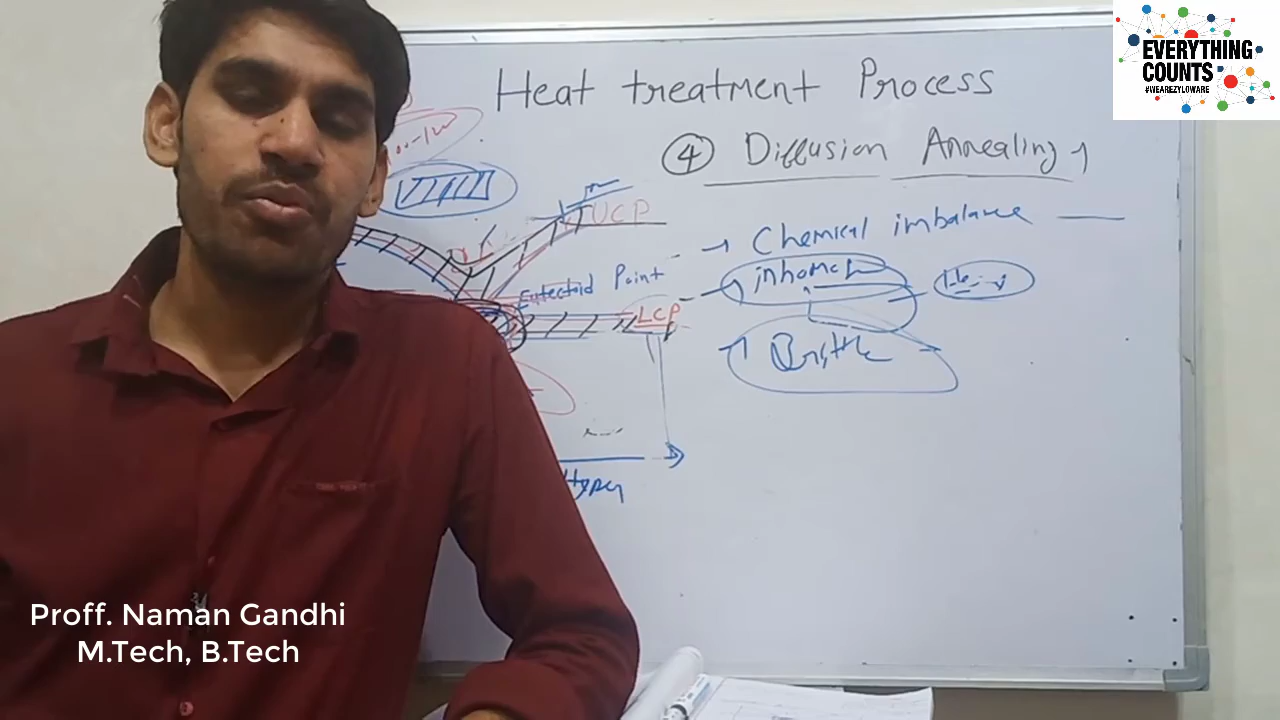 EVERYTHING
COUNTS
#WEAREZYLOWARE
Heat treatment Process
④ Diffusion Annealing
→ Chemical imbalance
UCP
Eutectoid Point
LCP
Brittle
Hyper
Proff. Naman Gandhi
M.Tech, B.Tech